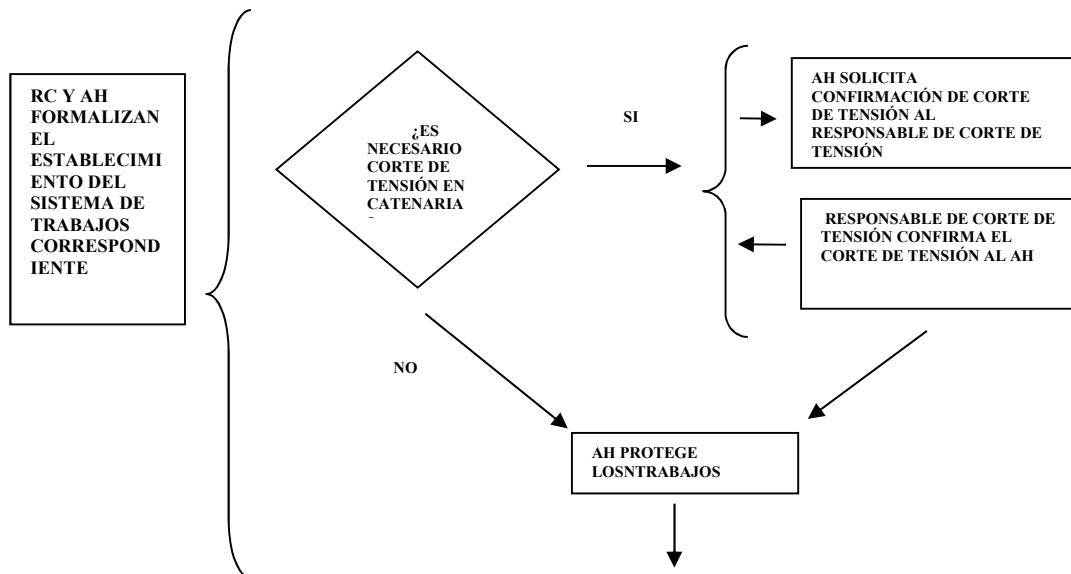 RC Y AH
FORMALIZAN
EL
ESTABLECIMI
ENTO DEL
SISTEMA DE
TRABAJOS
CORRESPOND
IENTE
¿ES
NECESARIO
CORTE DE
TENSIÓN EN
CATENARIA
SI
AH SOLICITA
CONFIRMACIÓN DE CORTE
DE TENSIÓN AL
RESPONSABLE DE CORTE DE
TENSIÓN
RESPONSABLE DE CORTE DE
TENSIÓN CONFIRMA EL
CORTE DE TENSIÓN AL AH
NO
AH PROTEGE
LOSNTRABAJOS